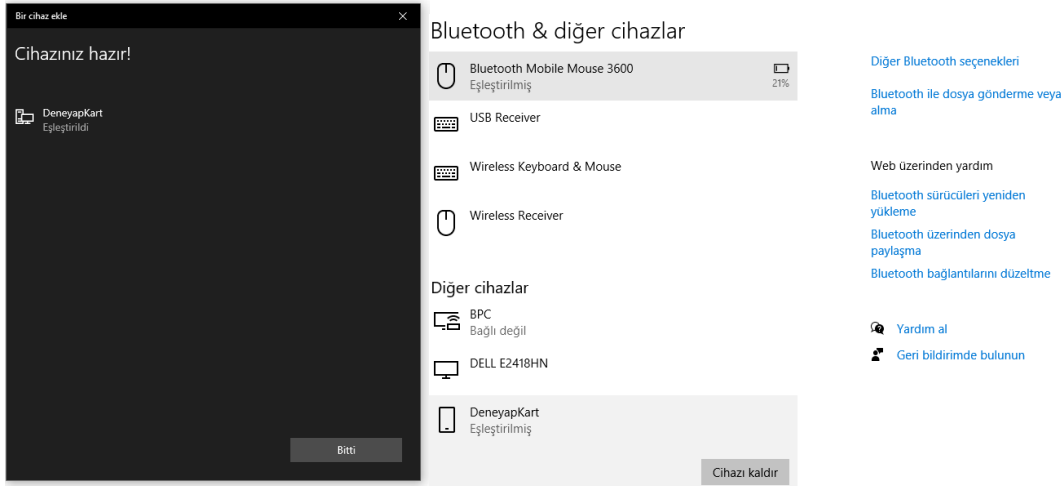 Bir cihaz ekle
Cihazınız hazır!
DeneyapKart
Eşleştirildi
Bitti
Bluetooth & diğer cihazlar
Bluetooth Mobile Mouse 3600
Eşleştirilmiş
21%
USB Receiver
Wireless Keyboard & Mouse
Wireless Receiver
Diğer cihazlar
BPC
Bağlı değil
DELL E2418HN
DeneyapKart
Eşleştirilmiş
Cihazı kaldır
Diğer Bluetooth seçenekleri
Bluetooth ile dosya gönderme veya
alma
Web üzerinden yardım
Bluetooth sürücüleri yeniden
yükleme
Bluetooth üzerinden dosya
paylaşma
Bluetooth bağlantılarını düzeltme
Yardım al
Geri bildirimde bulunun